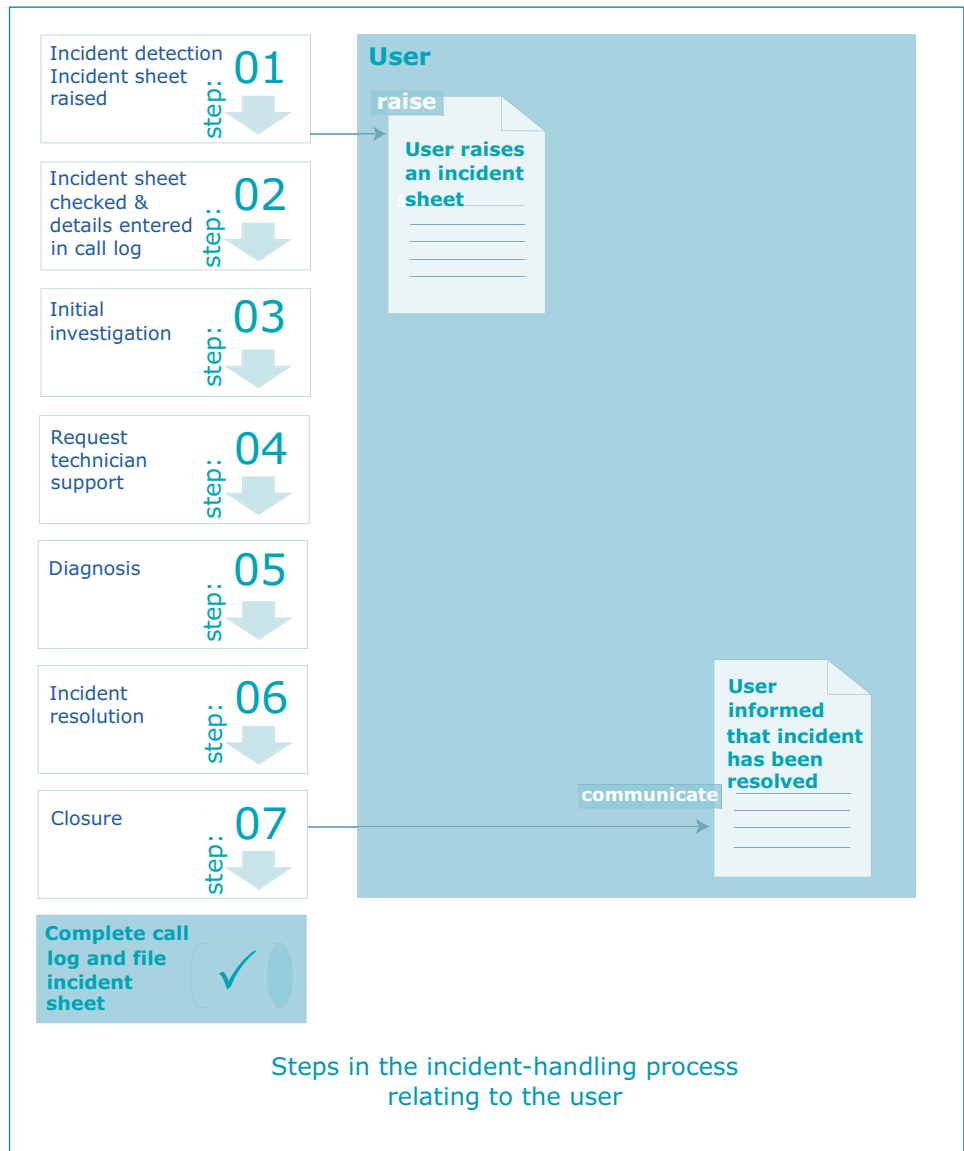 Incident detection
Incident sheet
raised
step:
01
Incident sheet
checked &
details entered
in call log
step:
02
Initial
investigation
step:
03
Request
technician
support
step:
04
Diagnosis
step:
05
Incident
resolution
step:
06
Closure
step:
07
Complete call
log and file
incident
sheet
User
raise
User raises
an incident
sheet
communicate
User
informed
that incident
has been
resolved
Steps in the incident-handling process
relating to the user